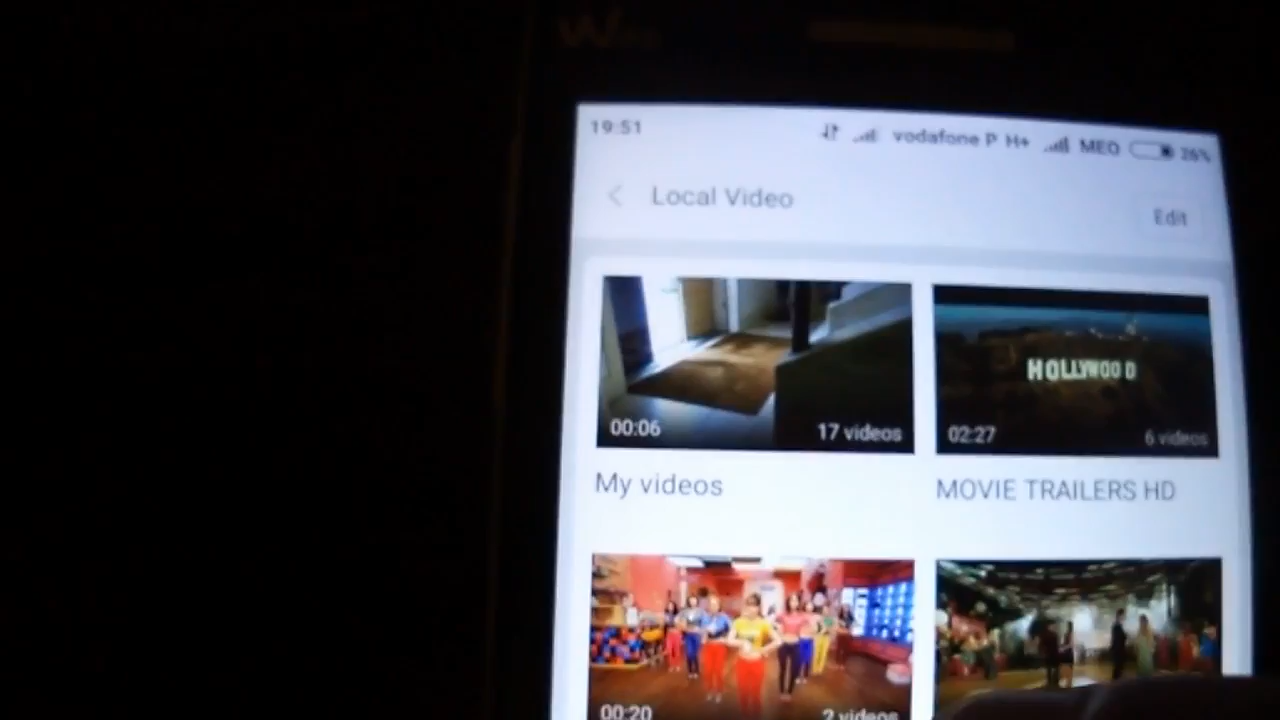 19:51 vodafone P H+ MEO 26%
Local Video
Edit
HOLLYWOOD
00:06 17 videos 02:27 6 videos
My videos MOVIE TRAILERS HD
00:20 2 videos